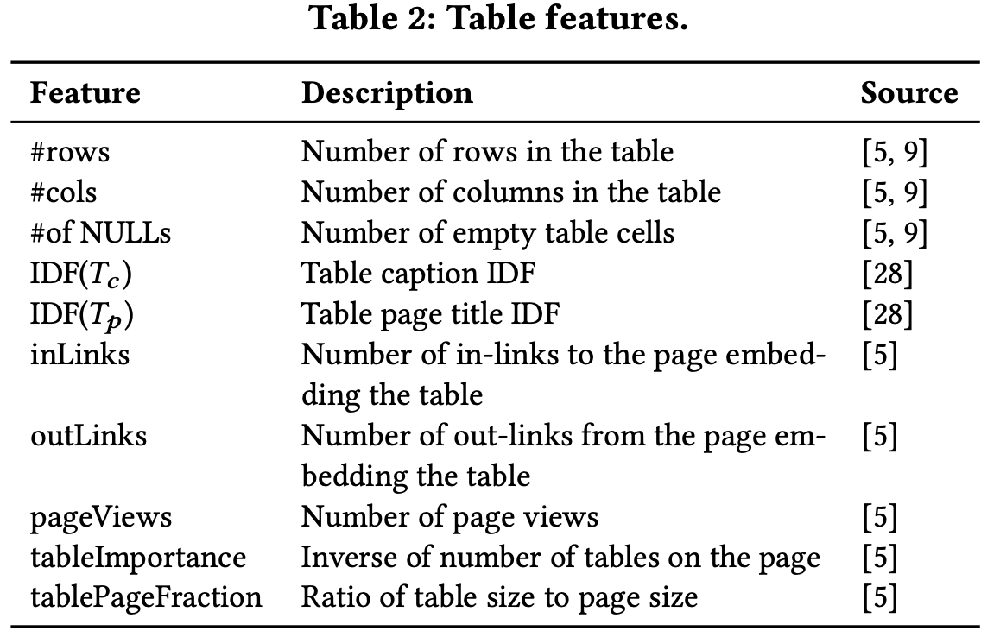 Table 2: Table features.
Feature Description Source
#rows Number of rows in the table [5, 9]
#cols Number of columns in the table [5, 9]
#of NULLs Number of empty table cells [5, 9]
IDF(Tc) Table caption IDF [28]
IDF(Tp) Table page title IDF [28]
inLinks Number of in-links to the page embed- [5]
ding the table
outLinks Number of out-links from the page em- [5]
bedding the table
pageViews Number of page views [5]
tableImportance Inverse of number of tables on the page [5]
tablePageFraction Ratio of table size to page size [5]